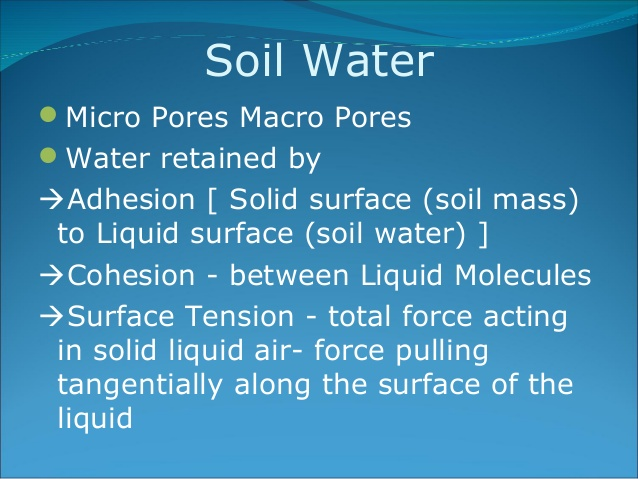 Soil Water
Micro Pores Macro Pores
Water retained by
→Adhesion [ Solid surface (soil mass)
to Liquid surface (soil water) ]
→Cohesion - between Liquid Molecules
→Surface Tension - total force acting
in solid liquid air- force pulling
tangentially along the surface of the
liquid